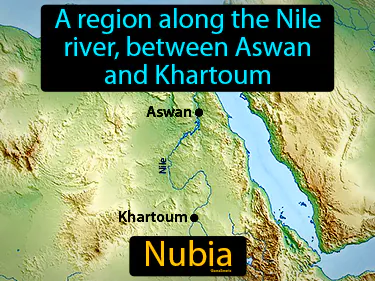 A region along the Nile
river, between Aswan
and Khartoum
Aswan
Nile
Khartoum
Nubia